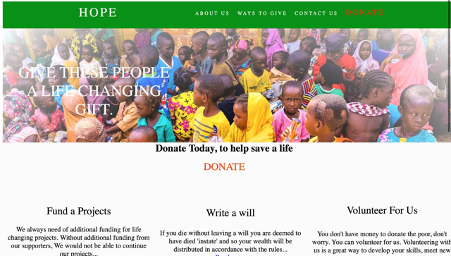 HOPE
ABOUT US WAYS TO GIVE CONTACT US DONATE
GIVE THESE PEOPLE
A LIFE CHANGING
GIFT.
Donate Today, to help save a life
DONATE
Fund a Projects
We always need of additional funding for life
changing projects. Without additional funding from
our supporters, We would not be able to continue
our projects...
Write a will
If you die without leaving a will you are deemed to
have died 'instate' and so your wealth will be
distributed in accordance with the rules...
Volunteer For Us
You don't have money to donate the poor, don't
worry. You can volunteer for us. Volunteering with
us is a great way to develop your skills, meet new